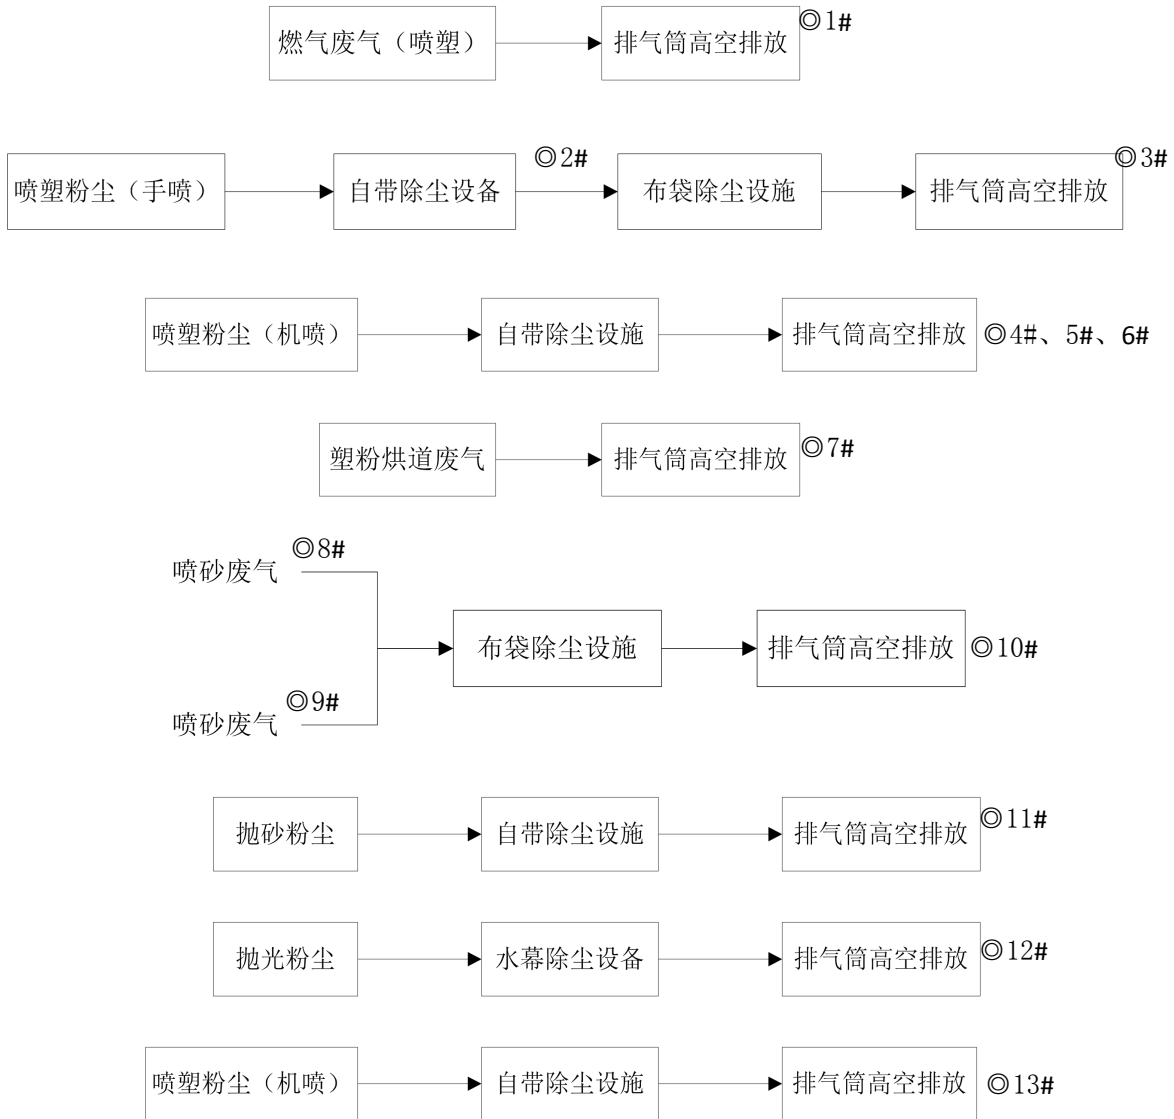 燃气废气（喷塑） 排气筒高空排放 ◎1#
喷塑粉尘（手喷） 自带除尘设备 ◎2# 布袋除尘设施 排气筒高空排放 ◎3#
喷塑粉尘（机喷） 自带除尘设施 排气筒高空排放 ◎4#、5#、6#
塑粉烘道废气 排气筒高空排放 ◎7#
喷砂废气 ◎8#
布袋除尘设施 排气筒高空排放 ◎10#
喷砂废气 ◎9#
抛砂粉尘 自带除尘设施 排气筒高空排放 ◎11#
抛光粉尘 水幕除尘设备 排气筒高空排放 ◎12#
喷塑粉尘（机喷） 自带除尘设施 排气筒高空排放 ◎13#